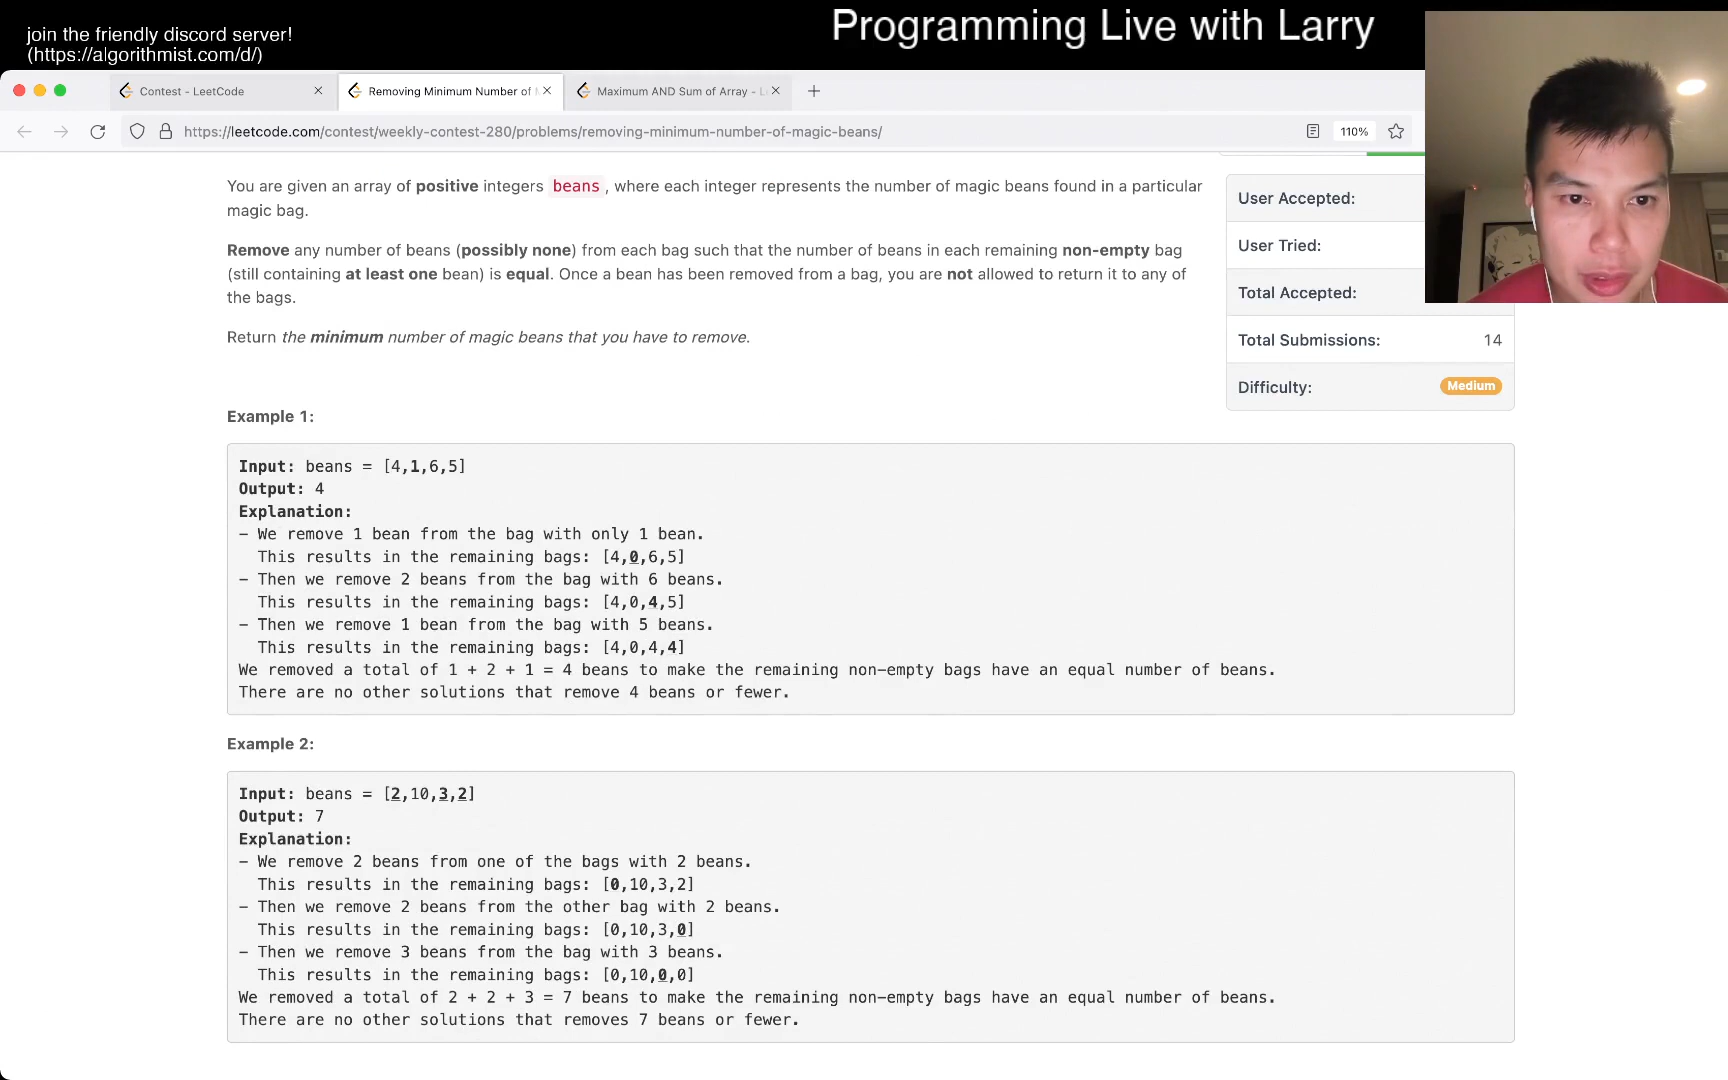 join the friendly discord server!
(https://algorithmist.com/d/)
Programming Live with Larry
Contest - LeetCode
Removing Minimum Number of
Maximum AND Sum of Array - L
https://leetcode.com/contest/weekly-contest-280/problems/removing-minimum-number-of-magic-beans/
110%
You are given an array of positive integers beans, where each integer represents the number of magic beans found in a particular
magic bag.
Remove any number of beans (possibly none) from each bag such that the number of beans in each remaining non-empty bag
(still containing at least one bean) is equal. Once a bean has been removed from a bag, you are not allowed to return it to any of
the bags.
Return the minimum number of magic beans that you have to remove.
User Accepted:
User Tried:
Total Accepted:
Total Submissions: 14
Difficulty: Medium
Example 1:
Input: beans = [4,1,6,5]
Output: 4
Explanation:
- We remove 1 bean from the bag with only 1 bean.
This results in the remaining bags: [4,0,6,5]
- Then we remove 2 beans from the bag with 6 beans.
This results in the remaining bags: [4,0,4,5]
- Then we remove 1 bean from the bag with 5 beans.
This results in the remaining bags: [4,0,4,4]
We removed a total of 1 + 2 + 1 = 4 beans to make the remaining non-empty bags have an equal number of beans.
There are no other solutions that remove 4 beans or fewer.
Example 2:
Input: beans = [2,10,3,2]
Output: 7
Explanation:
- We remove 2 beans from one of the bags with 2 beans.
This results in the remaining bags: [0,10,3,2]
- Then we remove 2 beans from the other bag with 2 beans.
This results in the remaining bags: [0,10,3,0]
- Then we remove 3 beans from the bag with 3 beans.
This results in the remaining bags: [0,10,0,0]
We removed a total of 2 + 2 + 3 = 7 beans to make the remaining non-empty bags have an equal number of beans.
There are no other solutions that removes 7 beans or fewer.